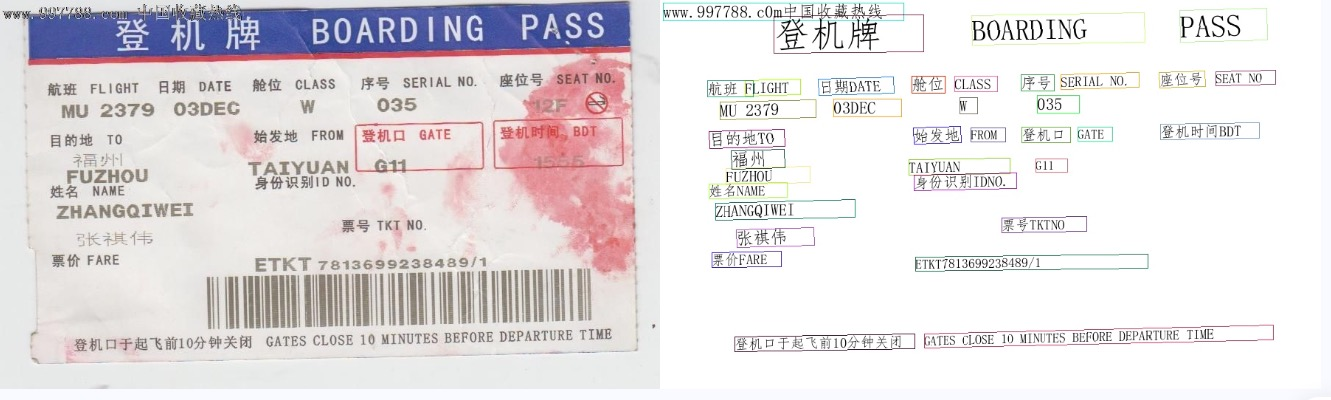 www.997788.com 中国收藏热线
登机牌 BOARDING PASS
航班 FLIGHT 日期 DATE 舱位 CLASS 序号 SERIAL NO. 座位号 SEAT NO.
MU 2379 03DEC W 035 12F
目的地 TO 始发地 FROM 登机口 GATE 登机时间 BDT
福州
FUZHOU TAIYUAN G11
姓名 NAME 身份识别ID NO.
ZHANGQIWEI
票号 TKT NO.
张祺伟
票价 FARE ETKT 7813699238489/1
登机口于起飞前10分钟关闭 GATES CLOSE 10 MINUTES BEFORE DEPARTURE TIME
www.997788.c0m中国收藏热线
登机牌 BOARDING PASS
航班 FLIGHT 日期DATE 舱位 CLASS 序号 SERIAL NO. 座位号 SEAT NO
MU 2379 03DEC W 035
目的地TO 始发地 FROM 登机口 GATE 登机时间BDT
福州
FUZHOU TAIYUAN G11
姓名NAME 身份识别IDNO.
ZHANGQIWEI
票号TKTNO
张祺伟
票价FARE ETKT7813699238489/1
登机口于起飞前10分钟关闭 GATES CLOSE 10 MINUTES BEFORE DEPARTURE TIME